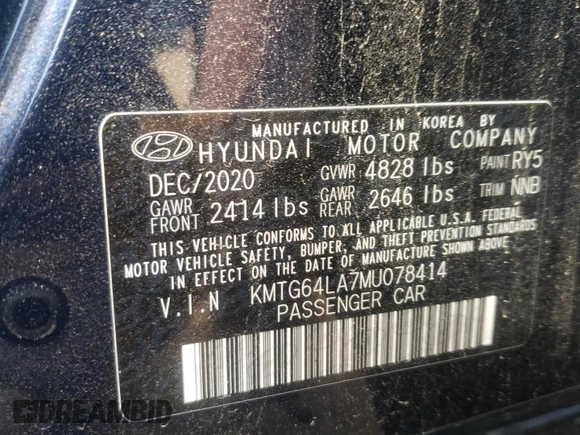 MANUFACTURED IN KOREA BY
HYUNDAI MOTOR COMPANY
DEC/2020 GVWR 4828 lbs PAINT RY5
GAWR FRONT 2414 lbs GAWR REAR 2646 lbs TRIM NNB
THIS VEHICLE CONFORMS TO ALL APPLICABLE U.S.A. FEDERAL
MOTOR VEHICLE SAFETY, BUMPER, AND THEFT PREVENTION STANDARDS
IN EFFECT ON THE DATE OF MANUFACTURE SHOWN ABOVE
V.I.N KMTG64LA7MU078414
PASSENGER CAR
DREAMBID